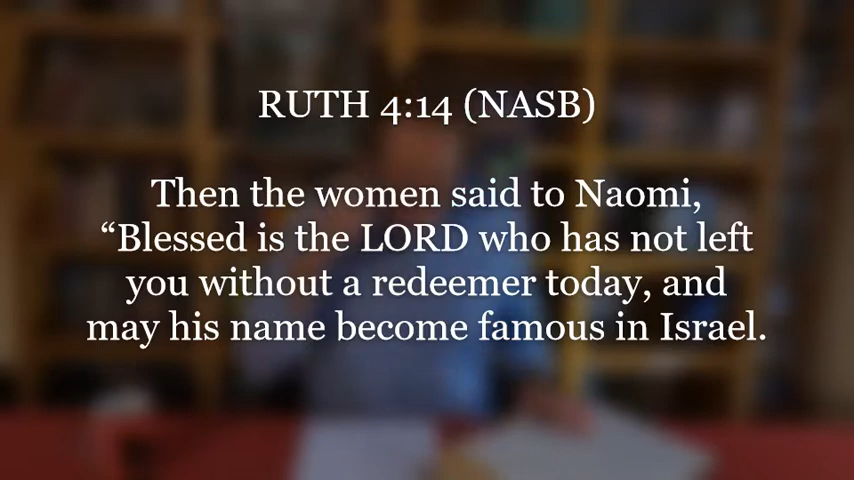 RUTH 4:14 (NASB)
Then the women said to Naomi,
“Blessed is the LORD who has not left
you without a redeemer today, and
may his name become famous in Israel.